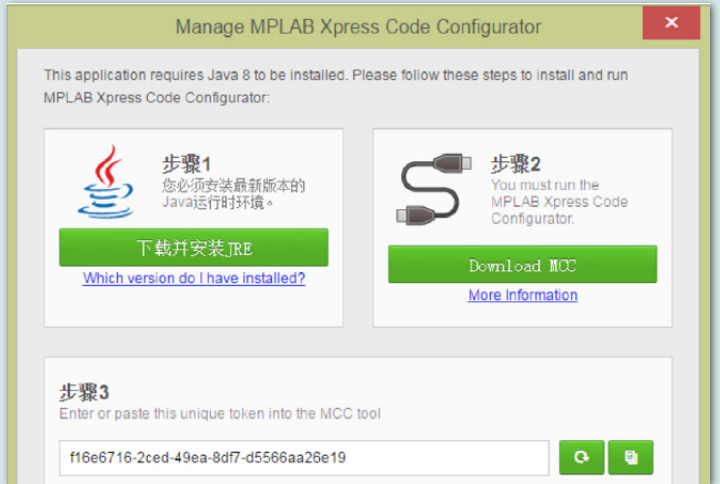 Manage MPLAB Xpress Code Configurator
This application requires Java 8 to be installed. Please follow these steps to install and run
MPLAB Xpress Code Configurator:
步骤1
您必须安装最新版本的
Java运行时环境。
下载并安装JRE
Which version do I have installed?
步骤2
You must run the
MPLAB Xpress Code
Configurator.
Download MCC
More Information
步骤3
Enter or paste this unique token into the MCC tool
f16e6716-2ced-49ea-8df7-d5566aa26e19